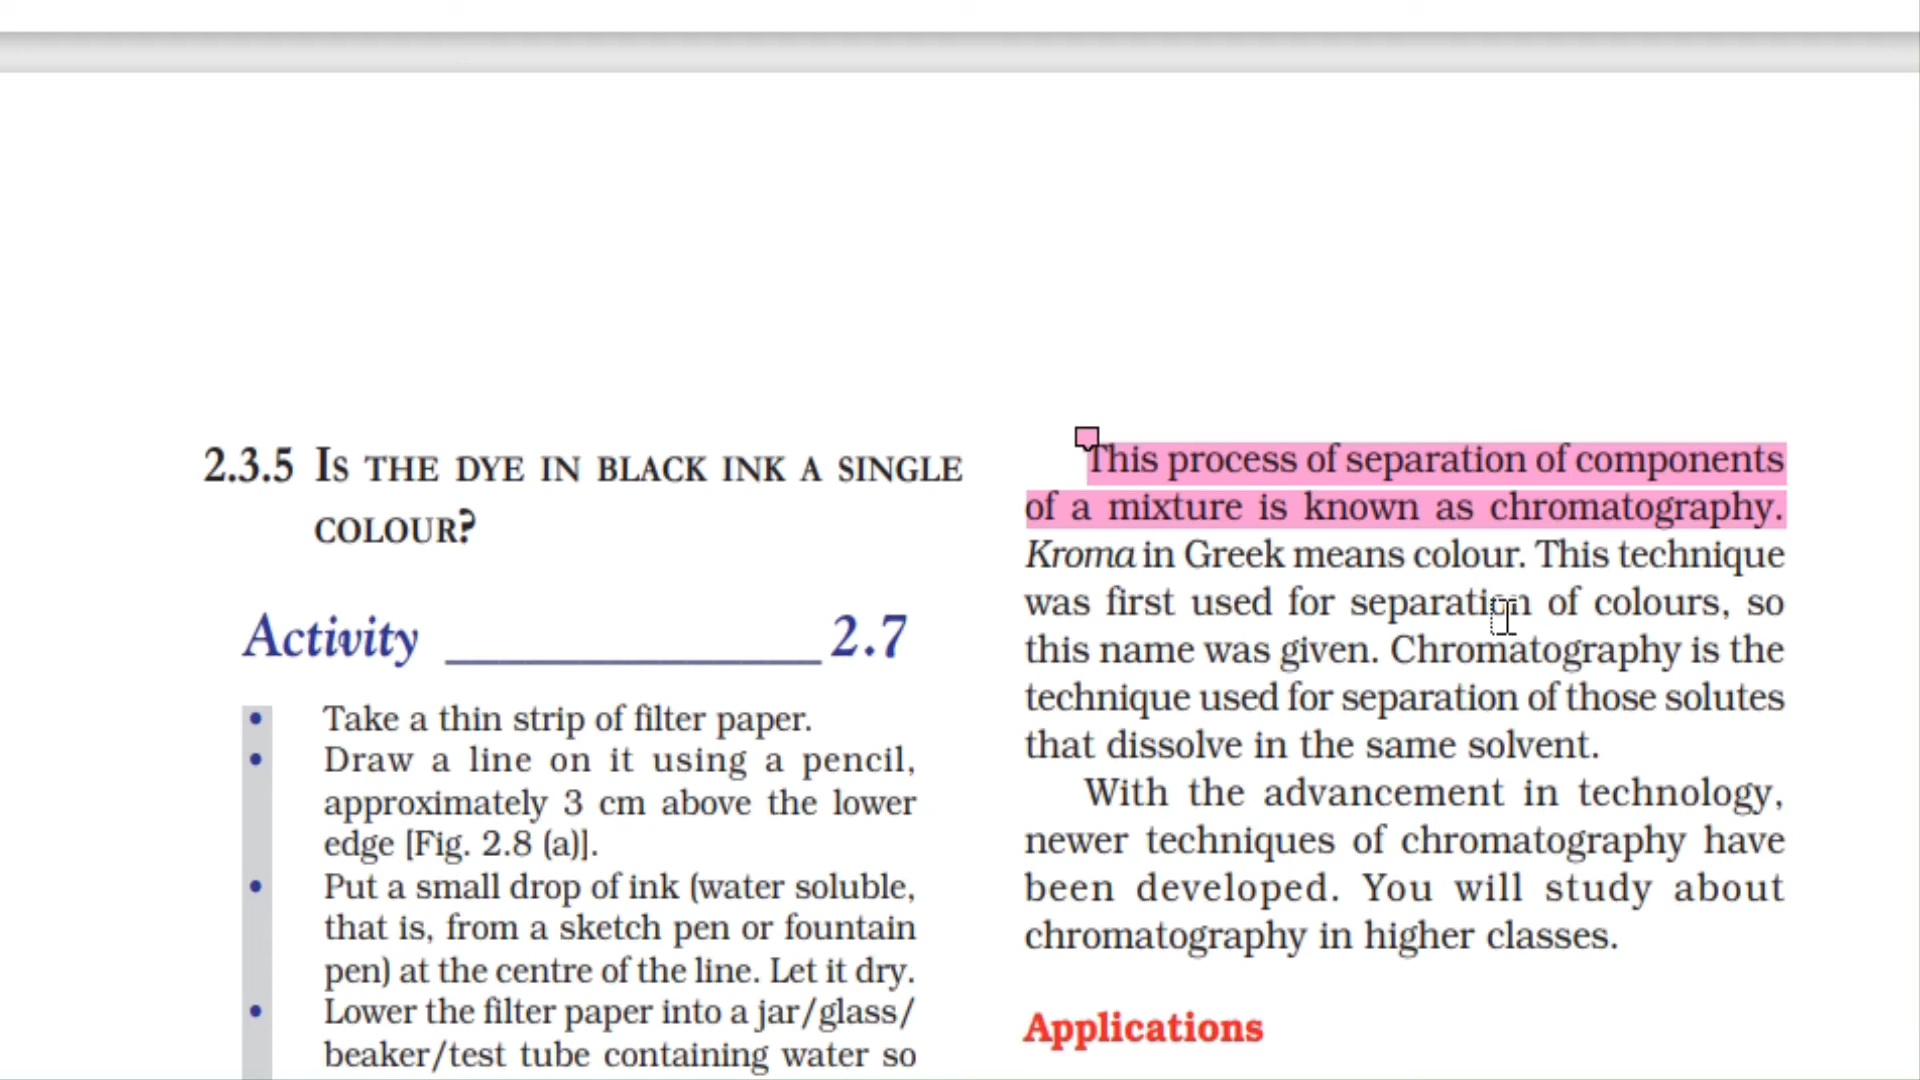 2.3.5 IS THE DYE IN BLACK INK A SINGLE
COLOUR?
Activity 2.7
• Take a thin strip of filter paper.
• Draw a line on it using a pencil,
approximately 3 cm above the lower
edge [Fig. 2.8 (a)].
• Put a small drop of ink (water soluble,
that is, from a sketch pen or fountain
pen) at the centre of the line. Let it dry.
• Lower the filter paper into a jar/glass/
beaker/test tube containing water so
This process of separation of components
of a mixture is known as chromatography.
Kroma in Greek means colour. This technique
was first used for separation of colours, so
this name was given. Chromatography is the
technique used for separation of those solutes
that dissolve in the same solvent.
With the advancement in technology,
newer techniques of chromatography have
been developed. You will study about
chromatography in higher classes.
Applications